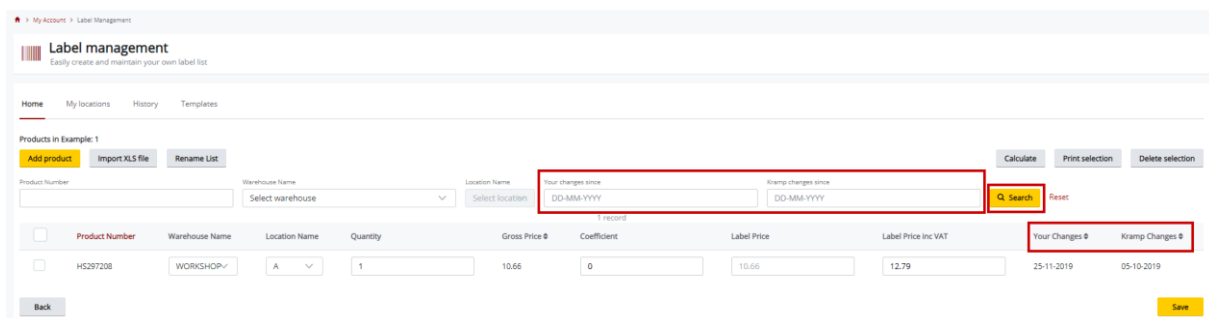 My Account > Label Management
Label management
Easily create and maintain your own label list
Home My locations History Templates
Products in Example: 1
Add product Import XLS file Rename List Calculate Print selection Delete selection
Product Number Warehouse Name Location Name Your changes since Kramp changes since
Select warehouse Select location DD-MM-YYYY DD-MM-YYYY Search Reset
1 record
Product Number Warehouse Name Location Name Quantity Gross Price Coefficient Label Price Label Price inc VAT Your Changes Kramp Changes
HS297208 WORKSHOP A 1 10.66 0 10.66 12.79 25-11-2019 05-10-2019
Back Save